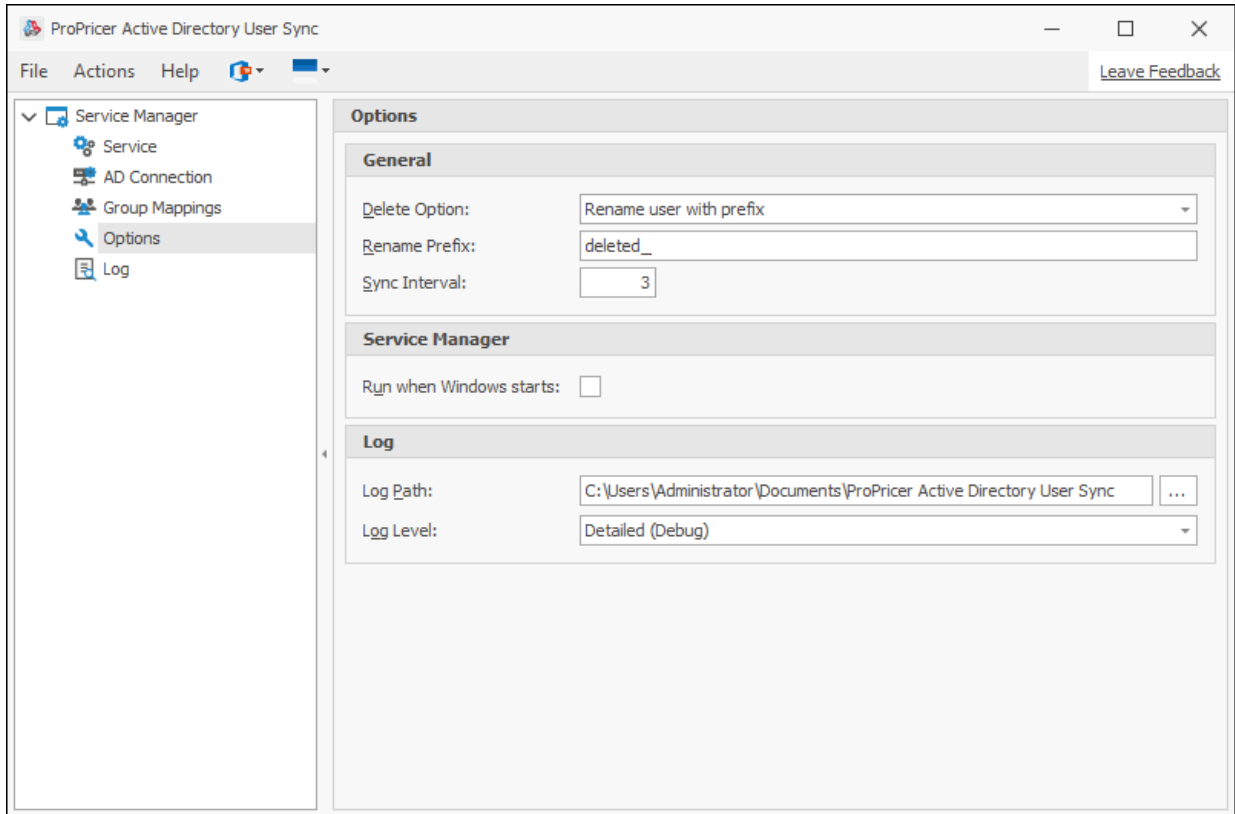 ProPricer Active Directory User Sync
File Actions Help Leave Feedback
Service Manager
Service
AD Connection
Group Mappings
Options
Log
Options
General
Delete Option: Rename user with prefix
Rename Prefix: deleted_
Sync Interval: 3
Service Manager
Run when Windows starts:
Log
Log Path: C:\Users\Administrator\Documents\ProPricer Active Directory User Sync ...
Log Level: Detailed (Debug)